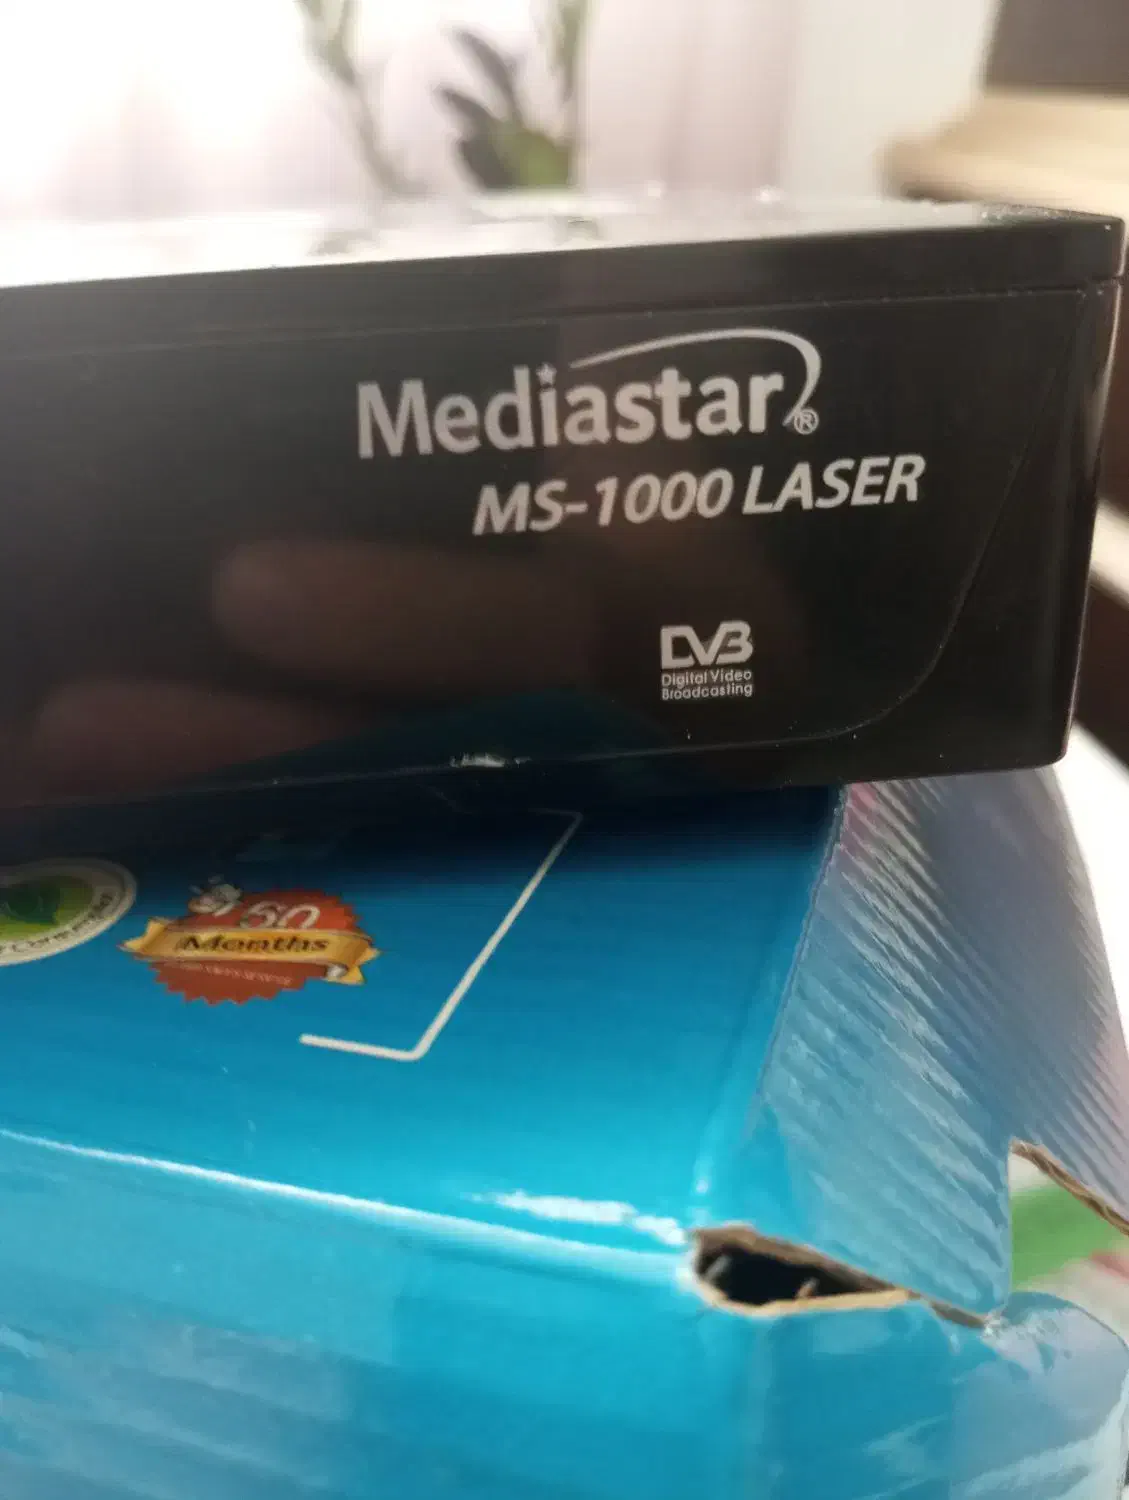 Mediastar®
MS-1000 LASER
DVB
Digital Video
Broadcasting
60
Months